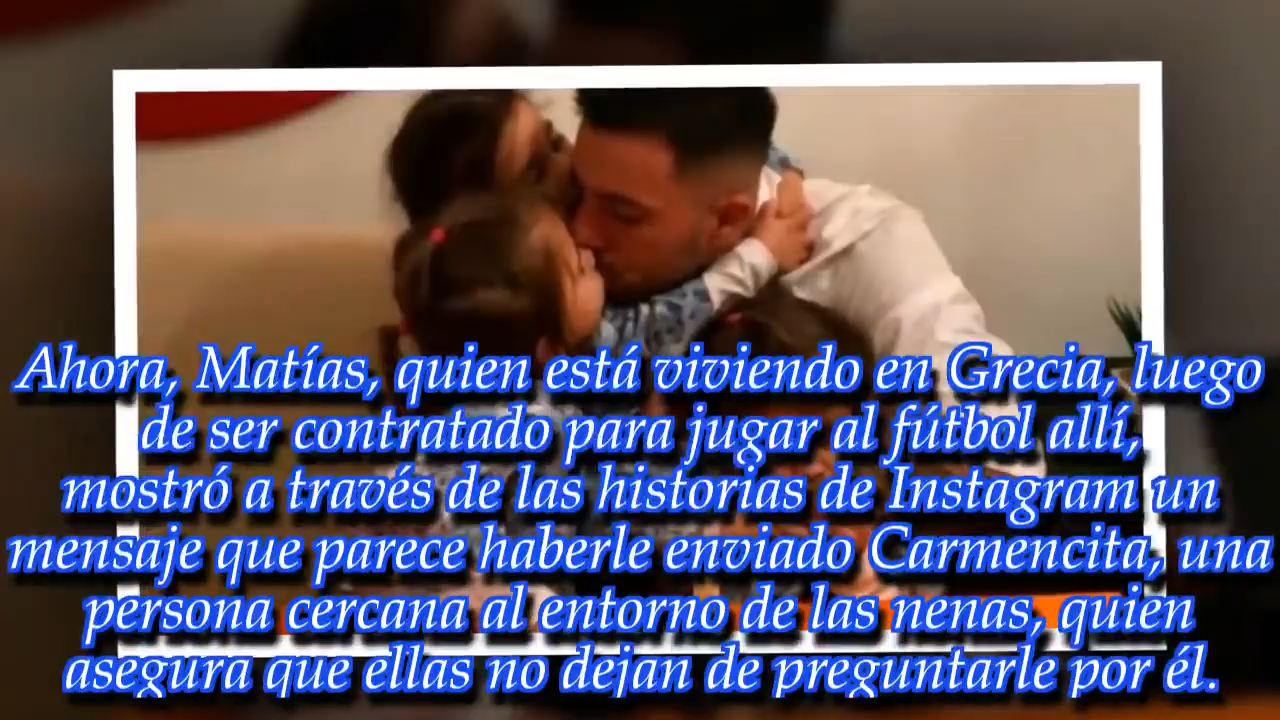 Ahora, Matías, quien está viviendo en Grecia, luego
de ser contratado para jugar al fútbol allí,
mostró a través de las historias de Instagram un
mensaje que parece haberle enviado Carmencita, una
persona cercana al entorno de las nenas, quien
asegura que ellas no dejan de preguntarle por él.